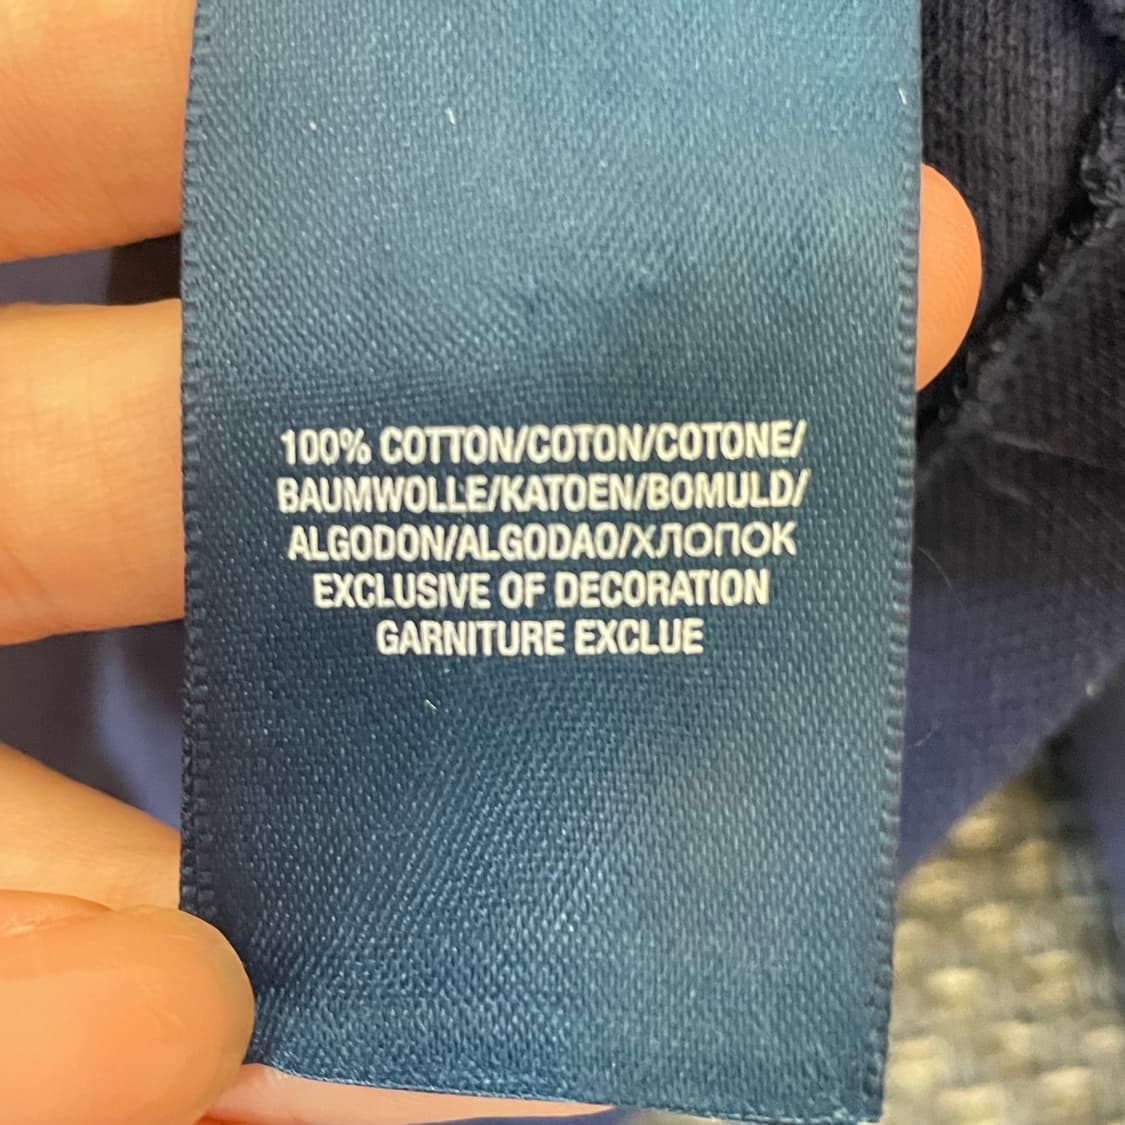 100% COTTON/COTON/COTONE/
BAUMWOLLE/KATOEN/BOMULD/
ALGODON/ALGODAO/ХЛОПОК
EXCLUSIVE OF DECORATION
GARNITURE EXCLUE